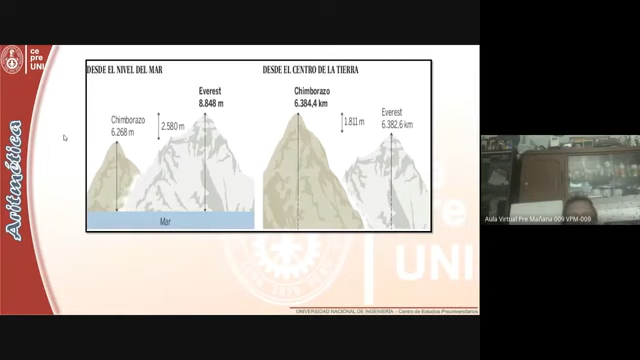 ce
pre
UNI
Aritmética
DESDE EL NIVEL DEL MAR
Everest
8.848 m
Chimborazo
6.268 m
2.580 m
Mar
DESDE EL CENTRO DE LA TIERRA
Chimborazo
6.384,4 km
1.811 m
Everest
6.382,6 km
UNI
UNIVERSIDAD NACIONAL DE INGENIERÍA - Centro de Estudios Preuniversitarios
Aula Virtual Pre Mañana 009 VPM-009